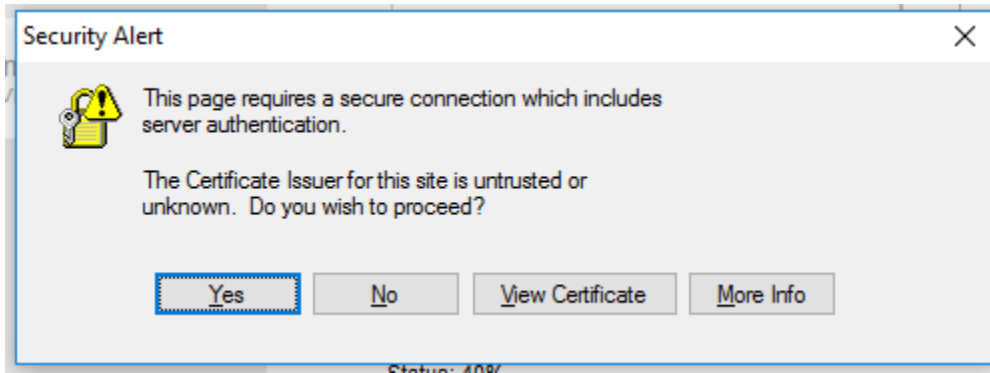 Security Alert
This page requires a secure connection which includes
server authentication.
The Certificate Issuer for this site is untrusted or
unknown. Do you wish to proceed?
Yes No View Certificate More Info
Status: 40%